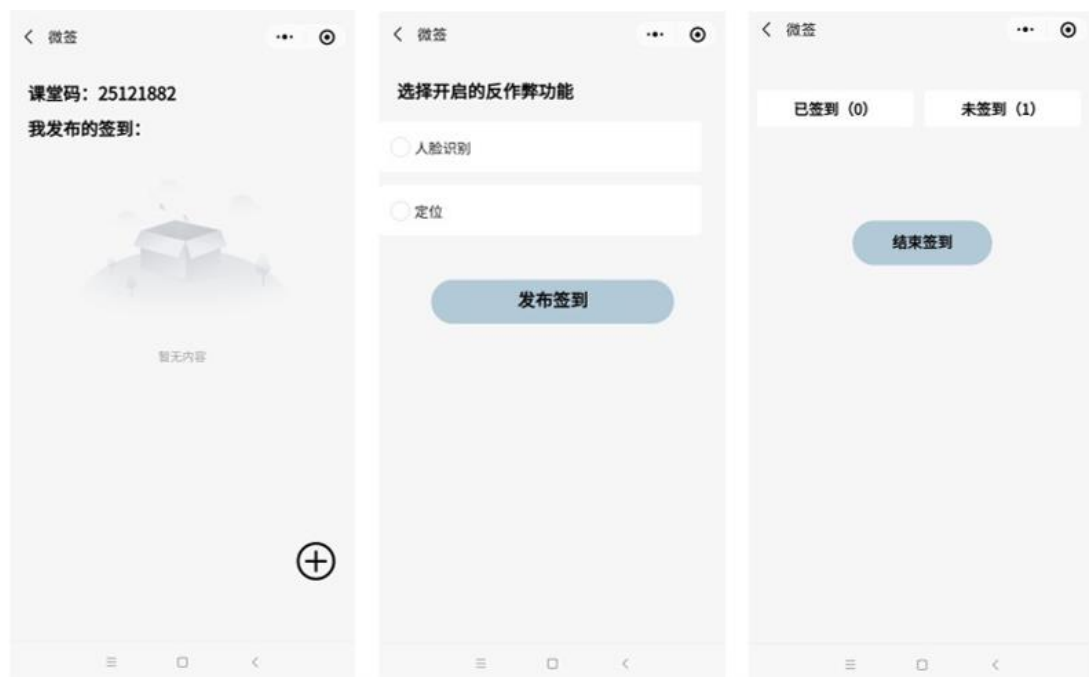 微签
课堂码：25121882
我发布的签到：
暂无内容
微签
选择开启的反作弊功能
人脸识别
定位
发布签到
微签
已签到（0）
未签到（1）
结束签到